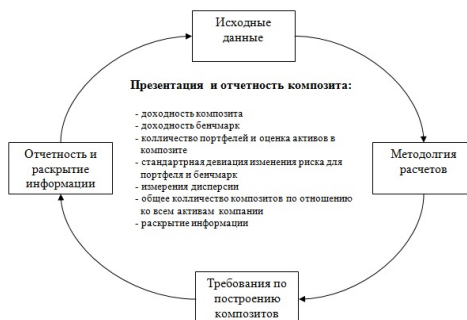 Исходные
данные
Презентация и отчетность композита:
- доходность композита
- доходность бенчмарк
- колличество портфелей и оценка активов в
композите
- стандартрная девиация изменения риска для
портфеля и бенчмарк
- измерения дисперсии
- общее колличество композитов по отношению
ко всем активам компании
- раскрытие информации
Отчетность и
раскрытие
информации
Методолгия
расчетов
Требования по
построению
композитов